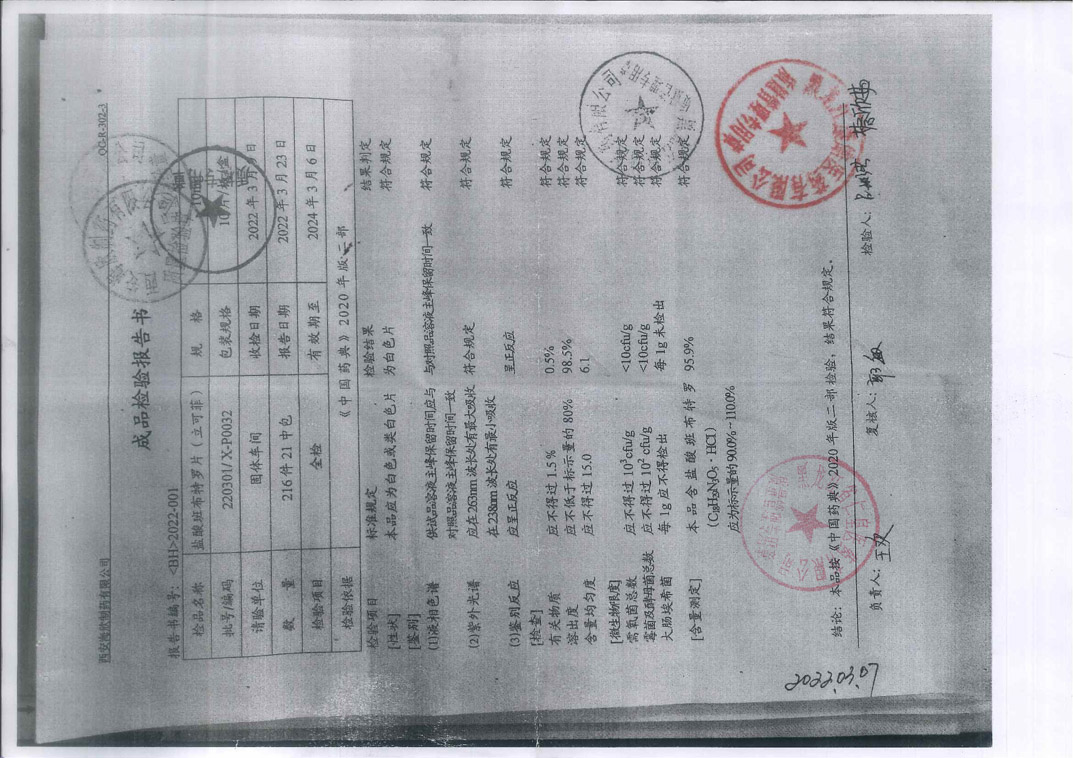 西安海欣制药有限公司
QG-R-302-3
成品检验报告书
报告书编号：<BH>2022-001
检品名称 盐酸班布特罗片（立可菲） 规 格 10mg
批号/编码 220301/X-P0032 包装规格 10片/板/盒
请验单位 固体车间 收检日期 2022年3月9日
数 量 216件21中包 报告日期 2022年3月23日
检验项目 全检 有效期至 2024年3月6日
检验依据 《中国药典》2020年版二部
检验项目 标准规定 检验结果 结果判定
[性状] 本品应为白色或类白色片 为白色片 符合规定
[鉴别]
(1)液相色谱 供试品溶液主峰保留时间应与 与对照品溶液主峰保留时间一致 符合规定
对照品溶液主峰保留时间一致
(2)紫外光谱 应在263nm波长处有最大吸收 符合规定 符合规定
在238nm波长处有最小吸收
(3)鉴别反应 应呈正反应 呈正反应 符合规定
[检查]
有关物质 应不得过1.5% 0.5% 符合规定
溶出度 应不低于标示量的80% 98.5% 符合规定
含量均匀度 应不得过15.0 6.1 符合规定
[微生物限度]
需氧菌总数 应不得过10³cfu/g <10cfu/g 符合规定
霉菌及酵母菌总数 应不得过10²cfu/g <10cfu/g 符合规定
大肠埃希菌 每1g应不得检出 每1g未检出 符合规定
[含量测定] 本品含盐酸班布特罗 95.9% 符合规定
(C₁₈H₂₉N₃O₅·HCl)
应为标示量的90.0%~110.0%
结论：本品按《中国药典》2020年版二部检验，结果符合规定。
负责人：王双 复核人：郭敏 检验人：
质量管理专用章